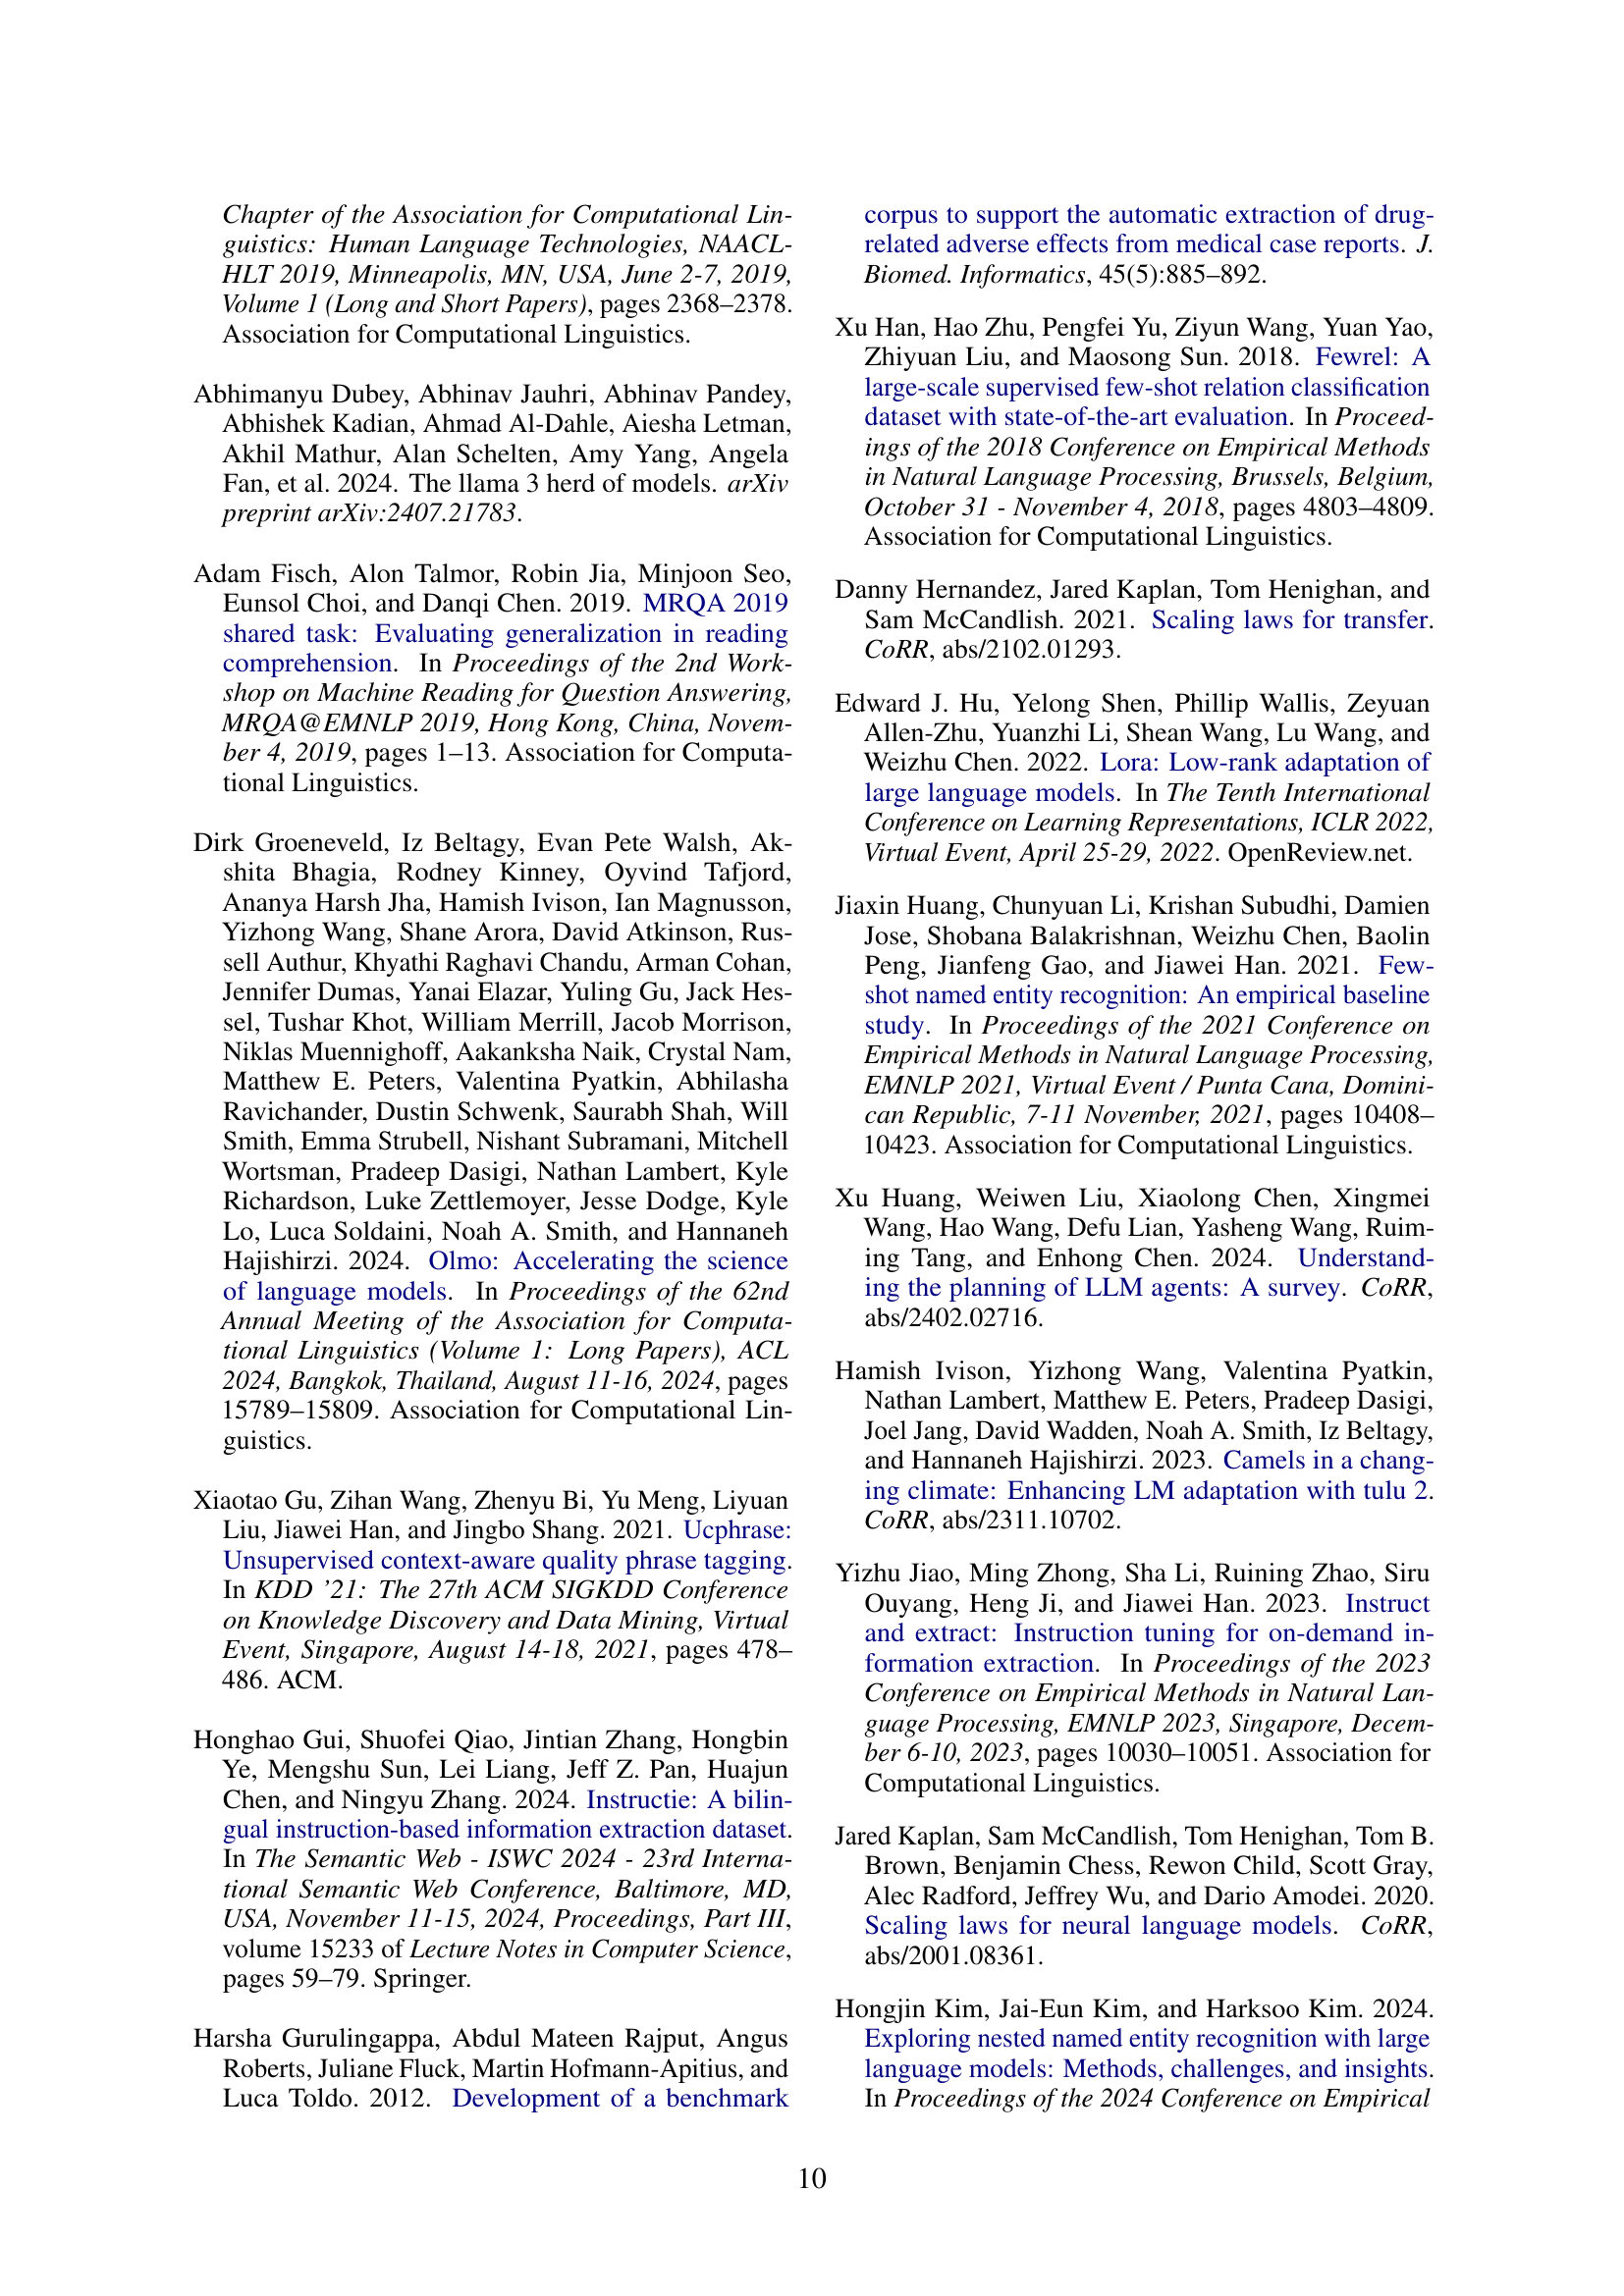 Chapter of the Association for Computational Lin-
guistics: Human Language Technologies, NAACL-
HLT 2019, Minneapolis, MN, USA, June 2-7, 2019,
Volume 1 (Long and Short Papers), pages 2368–2378.
Association for Computational Linguistics.
Abhimanyu Dubey, Abhinav Jauhri, Abhinav Pandey,
Abhishek Kadian, Ahmad Al-Dahle, Aiesha Letman,
Akhil Mathur, Alan Schelten, Amy Yang, Angela
Fan, et al. 2024. The llama 3 herd of models. arXiv
preprint arXiv:2407.21783.
Adam Fisch, Alon Talmor, Robin Jia, Minjoon Seo,
Eunsol Choi, and Danqi Chen. 2019. MRQA 2019
shared task: Evaluating generalization in reading
comprehension. In Proceedings of the 2nd Work-
shop on Machine Reading for Question Answering,
MRQA@EMNLP 2019, Hong Kong, China, Novem-
ber 4, 2019, pages 1–13. Association for Computa-
tional Linguistics.
Dirk Groeneveld, Iz Beltagy, Evan Pete Walsh, Ak-
shita Bhagia, Rodney Kinney, Oyvind Tafjord,
Ananya Harsh Jha, Hamish Ivison, Ian Magnusson,
Yizhong Wang, Shane Arora, David Atkinson, Rus-
sell Authur, Khyathi Raghavi Chandu, Arman Cohan,
Jennifer Dumas, Yanai Elazar, Yuling Gu, Jack Hes-
sel, Tushar Khot, William Merrill, Jacob Morrison,
Niklas Muennighoff, Aakanksha Naik, Crystal Nam,
Matthew E. Peters, Valentina Pyatkin, Abhilasha
Ravichander, Dustin Schwenk, Saurabh Shah, Will
Smith, Emma Strubell, Nishant Subramani, Mitchell
Wortsman, Pradeep Dasigi, Nathan Lambert, Kyle
Richardson, Luke Zettlemoyer, Jesse Dodge, Kyle
Lo, Luca Soldaini, Noah A. Smith, and Hannaneh
Hajishirzi. 2024. Olmo: Accelerating the science
of language models. In Proceedings of the 62nd
Annual Meeting of the Association for Computa-
tional Linguistics (Volume 1: Long Papers), ACL
2024, Bangkok, Thailand, August 11-16, 2024, pages
15789–15809. Association for Computational Lin-
guistics.
Xiaotao Gu, Zihan Wang, Zhenyu Bi, Yu Meng, Liyuan
Liu, Jiawei Han, and Jingbo Shang. 2021. Ucphrase:
Unsupervised context-aware quality phrase tagging.
In KDD ’21: The 27th ACM SIGKDD Conference
on Knowledge Discovery and Data Mining, Virtual
Event, Singapore, August 14-18, 2021, pages 478–
486. ACM.
Honghao Gui, Shuofei Qiao, Jintian Zhang, Hongbin
Ye, Mengshu Sun, Lei Liang, Jeff Z. Pan, Huajun
Chen, and Ningyu Zhang. 2024. Instructie: A bilin-
gual instruction-based information extraction dataset.
In The Semantic Web - ISWC 2024 - 23rd Interna-
tional Semantic Web Conference, Baltimore, MD,
USA, November 11-15, 2024, Proceedings, Part III,
volume 15233 of Lecture Notes in Computer Science,
pages 59–79. Springer.
Harsha Gurulingappa, Abdul Mateen Rajput, Angus
Roberts, Juliane Fluck, Martin Hofmann-Apitius, and
Luca Toldo. 2012. Development of a benchmark
corpus to support the automatic extraction of drug-
related adverse effects from medical case reports. J.
Biomed. Informatics, 45(5):885–892.
Xu Han, Hao Zhu, Pengfei Yu, Ziyun Wang, Yuan Yao,
Zhiyuan Liu, and Maosong Sun. 2018. Fewrel: A
large-scale supervised few-shot relation classification
dataset with state-of-the-art evaluation. In Proceed-
ings of the 2018 Conference on Empirical Methods
in Natural Language Processing, Brussels, Belgium,
October 31 - November 4, 2018, pages 4803–4809.
Association for Computational Linguistics.
Danny Hernandez, Jared Kaplan, Tom Henighan, and
Sam McCandlish. 2021. Scaling laws for transfer.
CoRR, abs/2102.01293.
Edward J. Hu, Yelong Shen, Phillip Wallis, Zeyuan
Allen-Zhu, Yuanzhi Li, Shean Wang, Lu Wang, and
Weizhu Chen. 2022. Lora: Low-rank adaptation of
large language models. In The Tenth International
Conference on Learning Representations, ICLR 2022,
Virtual Event, April 25-29, 2022. OpenReview.net.
Jiaxin Huang, Chunyuan Li, Krishan Subudhi, Damien
Jose, Shobana Balakrishnan, Weizhu Chen, Baolin
Peng, Jianfeng Gao, and Jiawei Han. 2021. Few-
shot named entity recognition: An empirical baseline
study. In Proceedings of the 2021 Conference on
Empirical Methods in Natural Language Processing,
EMNLP 2021, Virtual Event / Punta Cana, Domini-
can Republic, 7-11 November, 2021, pages 10408–
10423. Association for Computational Linguistics.
Xu Huang, Weiwen Liu, Xiaolong Chen, Xingmei
Wang, Hao Wang, Defu Lian, Yasheng Wang, Ruim-
ing Tang, and Enhong Chen. 2024. Understand-
ing the planning of LLM agents: A survey. CoRR,
abs/2402.02716.
Hamish Ivison, Yizhong Wang, Valentina Pyatkin,
Nathan Lambert, Matthew E. Peters, Pradeep Dasigi,
Joel Jang, David Wadden, Noah A. Smith, Iz Beltagy,
and Hannaneh Hajishirzi. 2023. Camels in a chang-
ing climate: Enhancing LM adaptation with tulu 2.
CoRR, abs/2311.10702.
Yizhu Jiao, Ming Zhong, Sha Li, Ruining Zhao, Siru
Ouyang, Heng Ji, and Jiawei Han. 2023. Instruct
and extract: Instruction tuning for on-demand in-
formation extraction. In Proceedings of the 2023
Conference on Empirical Methods in Natural Lan-
guage Processing, EMNLP 2023, Singapore, Decem-
ber 6-10, 2023, pages 10030–10051. Association for
Computational Linguistics.
Jared Kaplan, Sam McCandlish, Tom Henighan, Tom B.
Brown, Benjamin Chess, Rewon Child, Scott Gray,
Alec Radford, Jeffrey Wu, and Dario Amodei. 2020.
Scaling laws for neural language models. CoRR,
abs/2001.08361.
Hongjin Kim, Jai-Eun Kim, and Harksoo Kim. 2024.
Exploring nested named entity recognition with large
language models: Methods, challenges, and insights.
In Proceedings of the 2024 Conference on Empirical
10